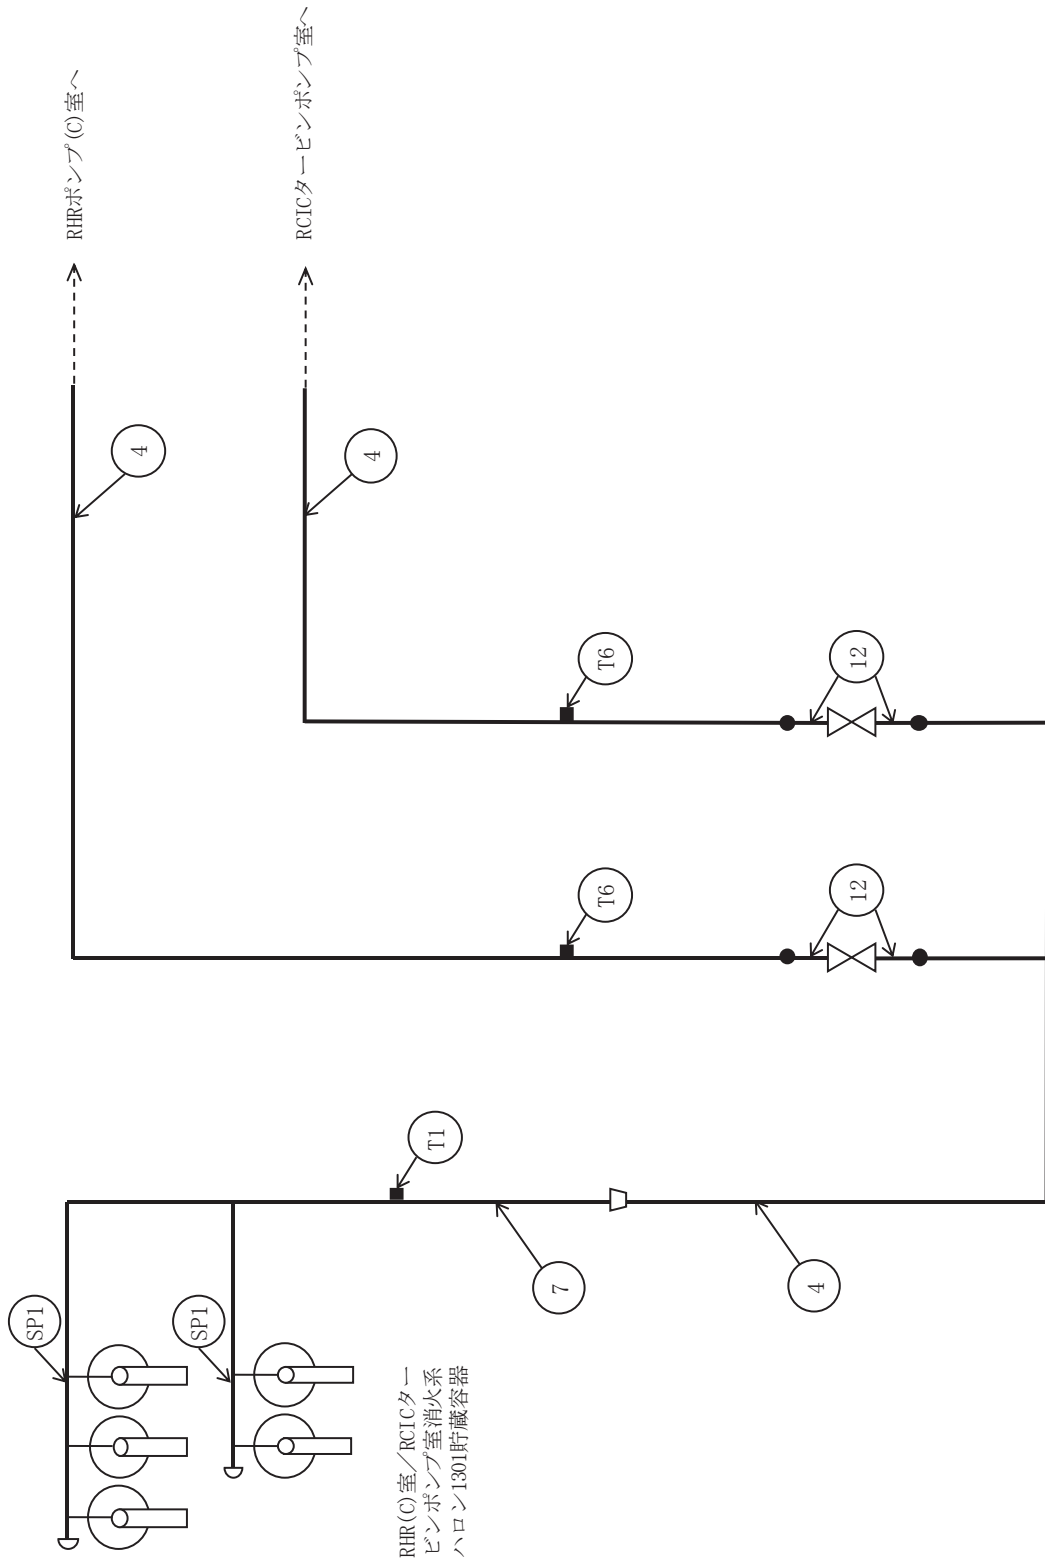 RHRポンプ(C)室へ
RCICタービンポンプ室へ
4
4
T6
12
T6
12
T1
7
4
SP1
SP1
RHR(C)室／RCICター
ビンポンプ室消火系
ハロン1301貯蔵容器